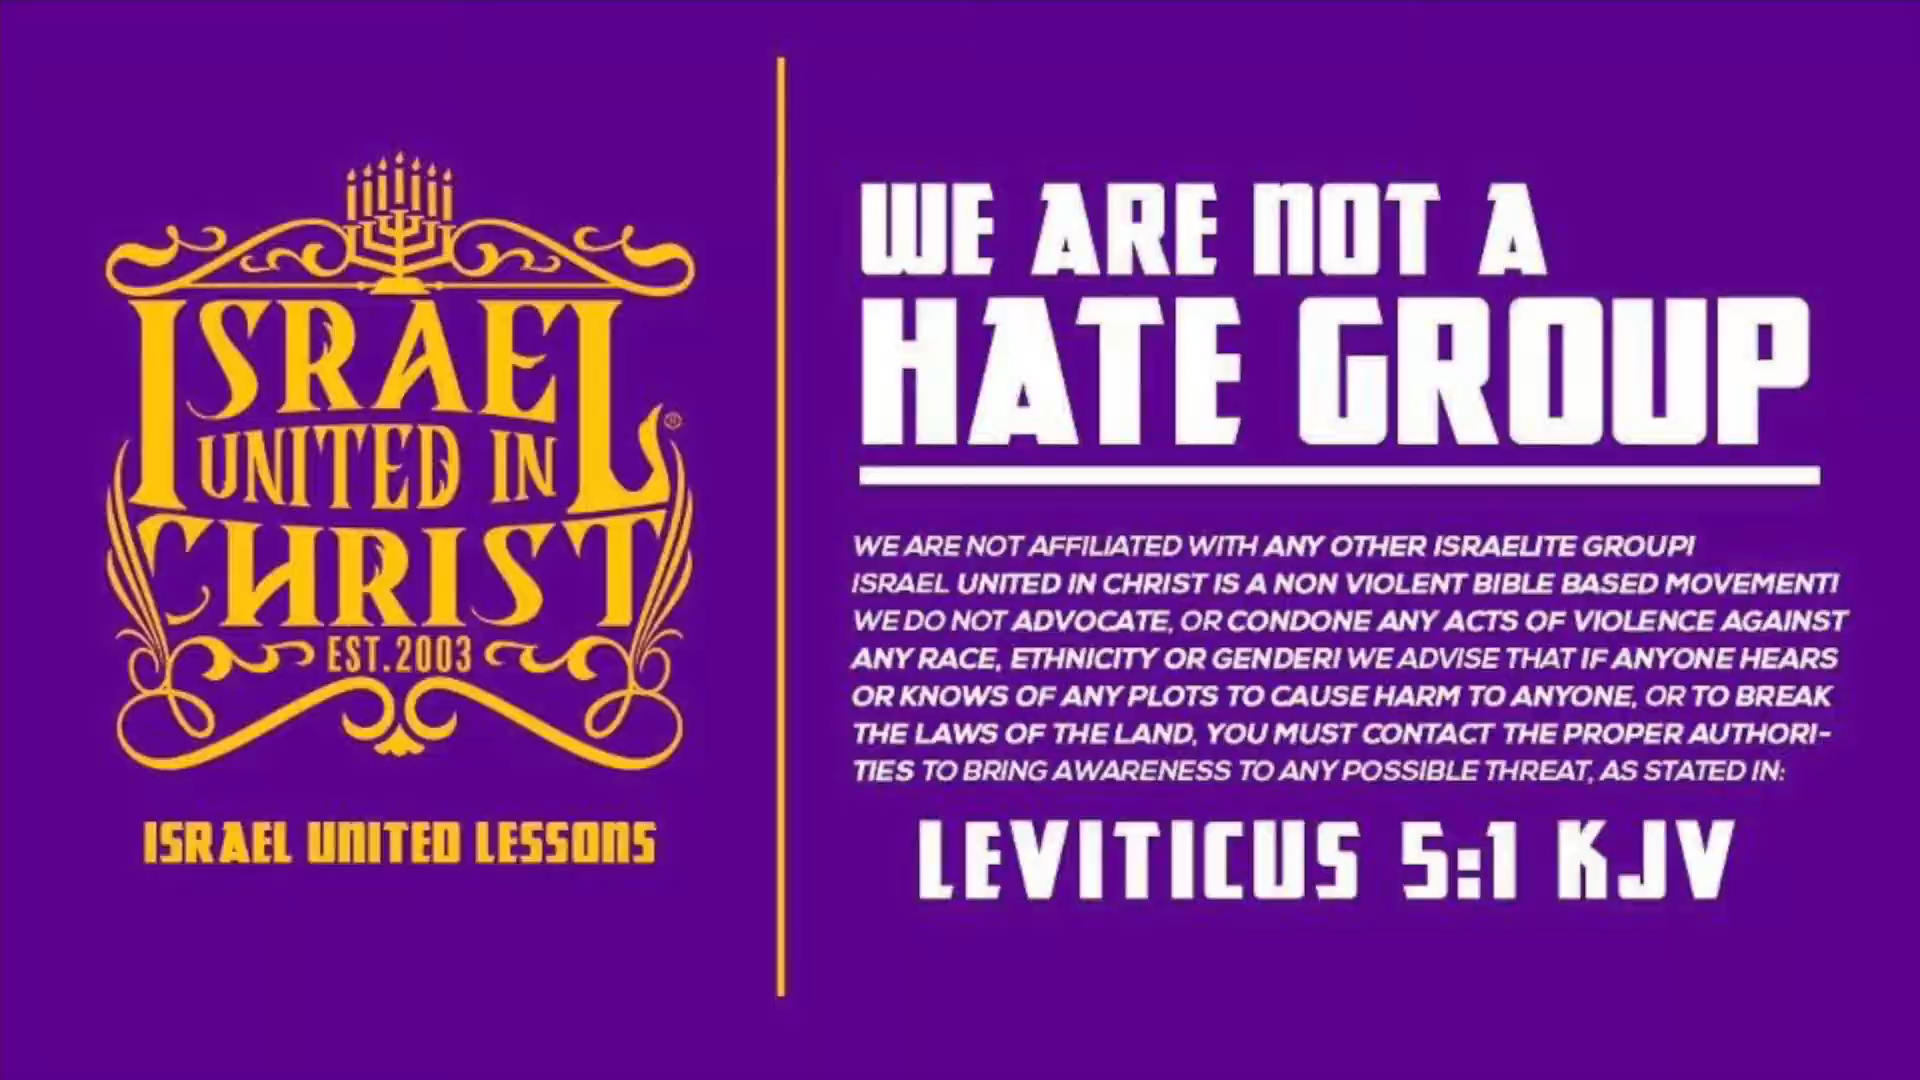 ISRAEL
UNITED IN
CHRIST
®
EST. 2003
ISRAEL UNITED LESSONS
WE ARE NOT A
HATE GROUP
WE ARE NOT AFFILIATED WITH ANY OTHER ISRAELITE GROUP!
ISRAEL UNITED IN CHRIST IS A NON VIOLENT BIBLE BASED MOVEMENT!
WE DO NOT ADVOCATE, OR CONDONE ANY ACTS OF VIOLENCE AGAINST
ANY RACE, ETHNICITY OR GENDER! WE ADVISE THAT IF ANYONE HEARS
OR KNOWS OF ANY PLOTS TO CAUSE HARM TO ANYONE, OR TO BREAK
THE LAWS OF THE LAND, YOU MUST CONTACT THE PROPER AUTHORI-
TIES TO BRING AWARENESS TO ANY POSSIBLE THREAT, AS STATED IN:
LEVITICUS 5:1 KJV